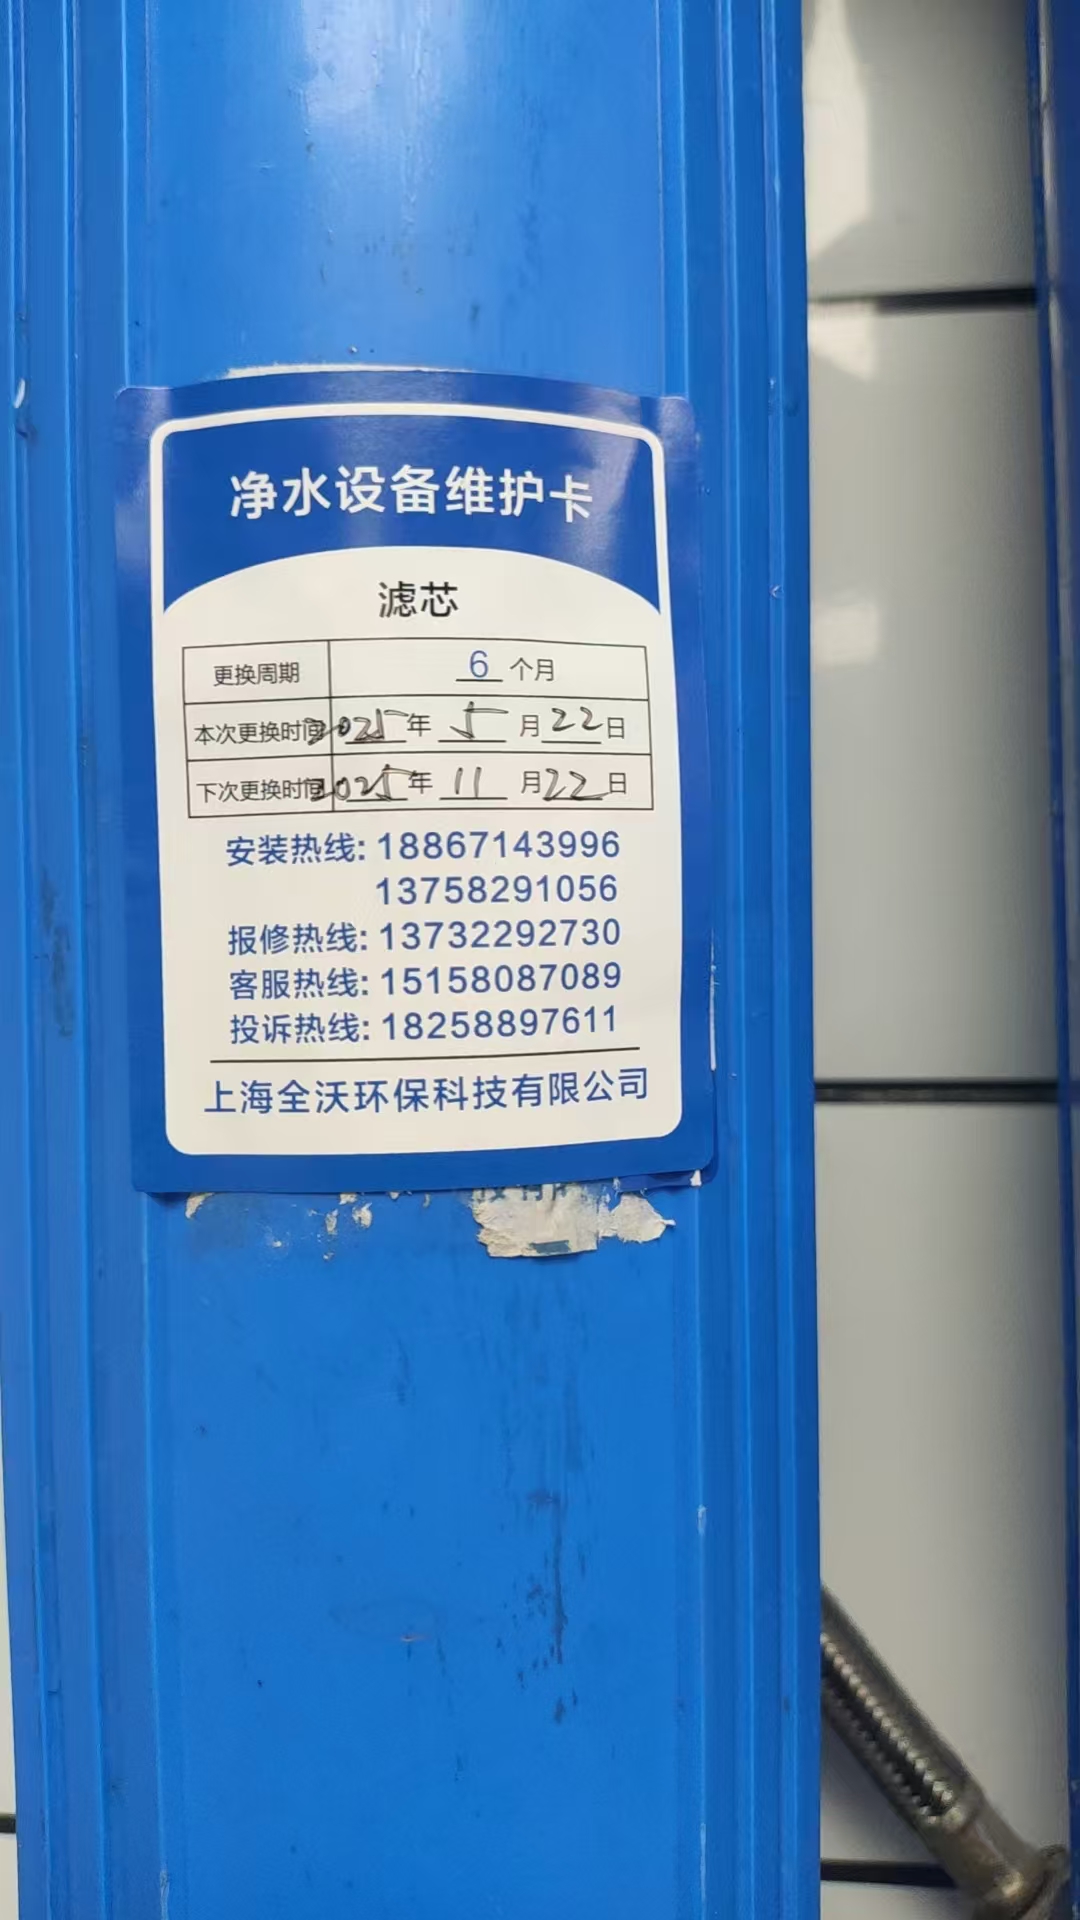 净水设备维护卡
滤芯
更换周期 6 个月
本次更换时间 2025 年 5 月 22 日
下次更换时间 2025 年 11 月 22 日
安装热线: 18867143996
13758291056
报修热线: 13732292730
客服热线: 15158087089
投诉热线: 18258897611
上海全沃环保科技有限公司